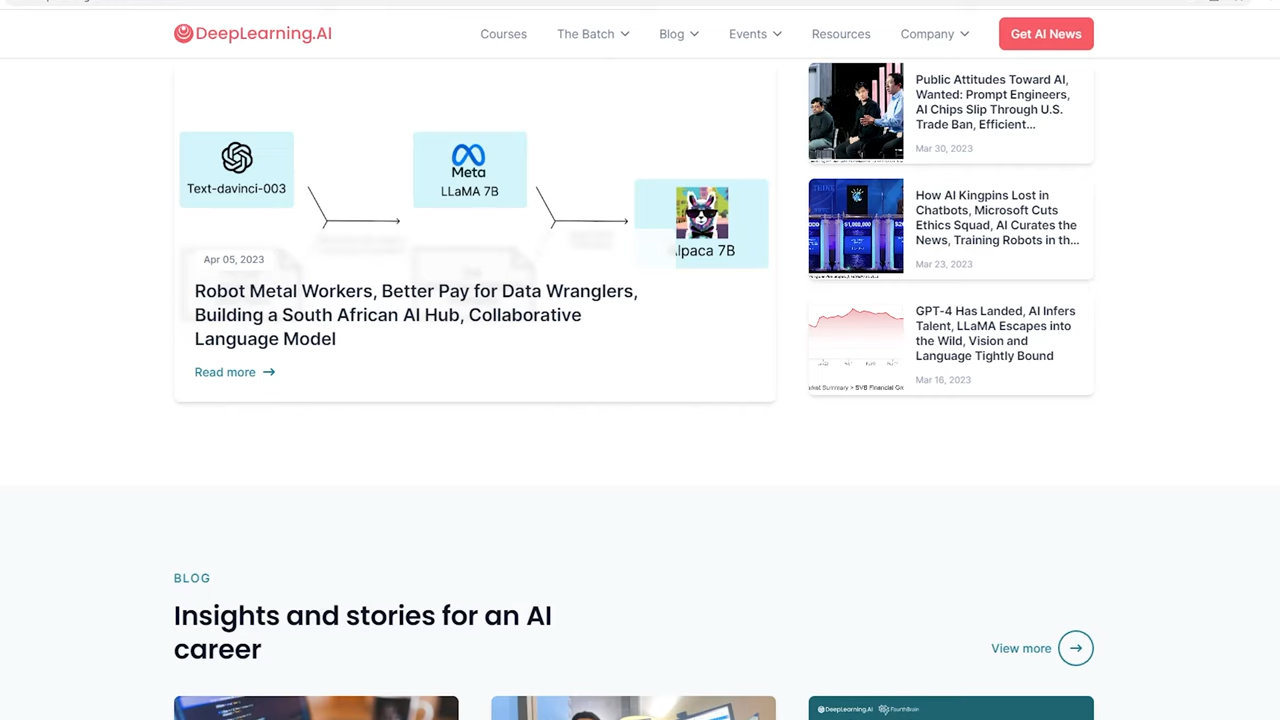 DeepLearning.AI
Courses
The Batch
Blog
Events
Resources
Company
Get AI News
Text-davinci-003
Meta
LLaMA 7B
lpaca 7B
Apr 05, 2023
Robot Metal Workers, Better Pay for Data Wranglers,
Building a South African AI Hub, Collaborative
Language Model
Read more
Public Attitudes Toward AI,
Wanted: Prompt Engineers,
AI Chips Slip Through U.S.
Trade Ban, Efficient...
Mar 30, 2023
How AI Kingpins Lost in
Chatbots, Microsoft Cuts
Ethics Squad, AI Curates the
News, Training Robots in th...
Mar 23, 2023
GPT-4 Has Landed, AI Infers
Talent, LLaMA Escapes into
the Wild, Vision and
Language Tightly Bound
Mar 16, 2023
BLOG
Insights and stories for an AI
career
View more
DeepLearning.AI
FourthBrain